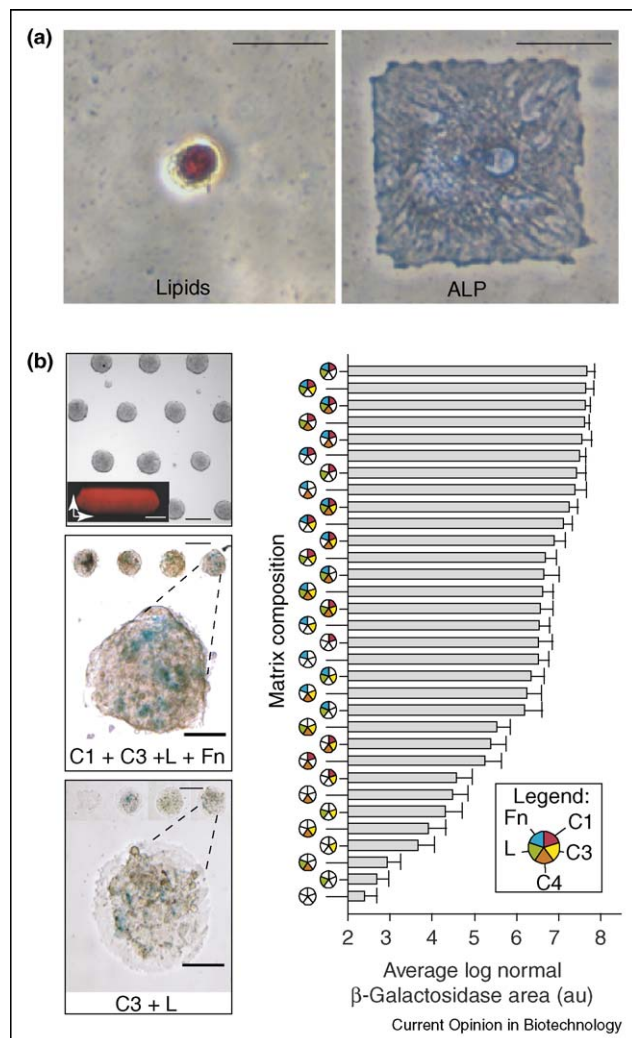 (a)
Lipids
ALP
(b)
C1 + C3 +L + Fn
C3 + L
Matrix composition
Legend:
Fn
C1
L
C3
C4
2 3 4 5 6 7 8
Average log normal
β-Galactosidase area (au)
Current Opinion in Biotechnology